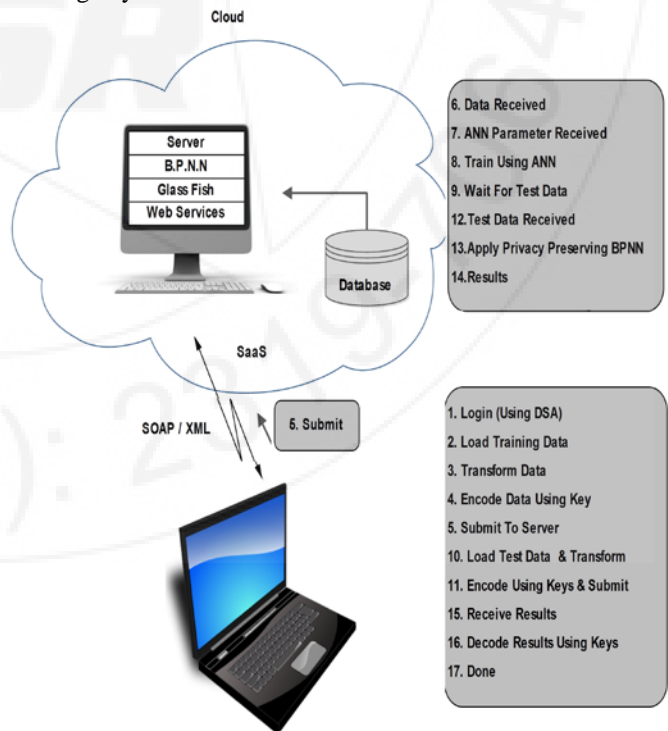 Cloud
Server
B.P.N.N
Glass Fish
Web Services
Database
SaaS
SOAP / XML
5. Submit
6. Data Received
7. ANN Parameter Received
8. Train Using ANN
9. Wait For Test Data
12.Test Data Received
13.Apply Privacy Preserving BPNN
14.Results
1. Login (Using DSA)
2. Load Training Data
3. Transform Data
4. Encode Data Using Key
5. Submit To Server
10. Load Test Data & Transform
11. Encode Using Keys & Submit
15. Receive Results
16. Decode Results Using Keys
17. Done